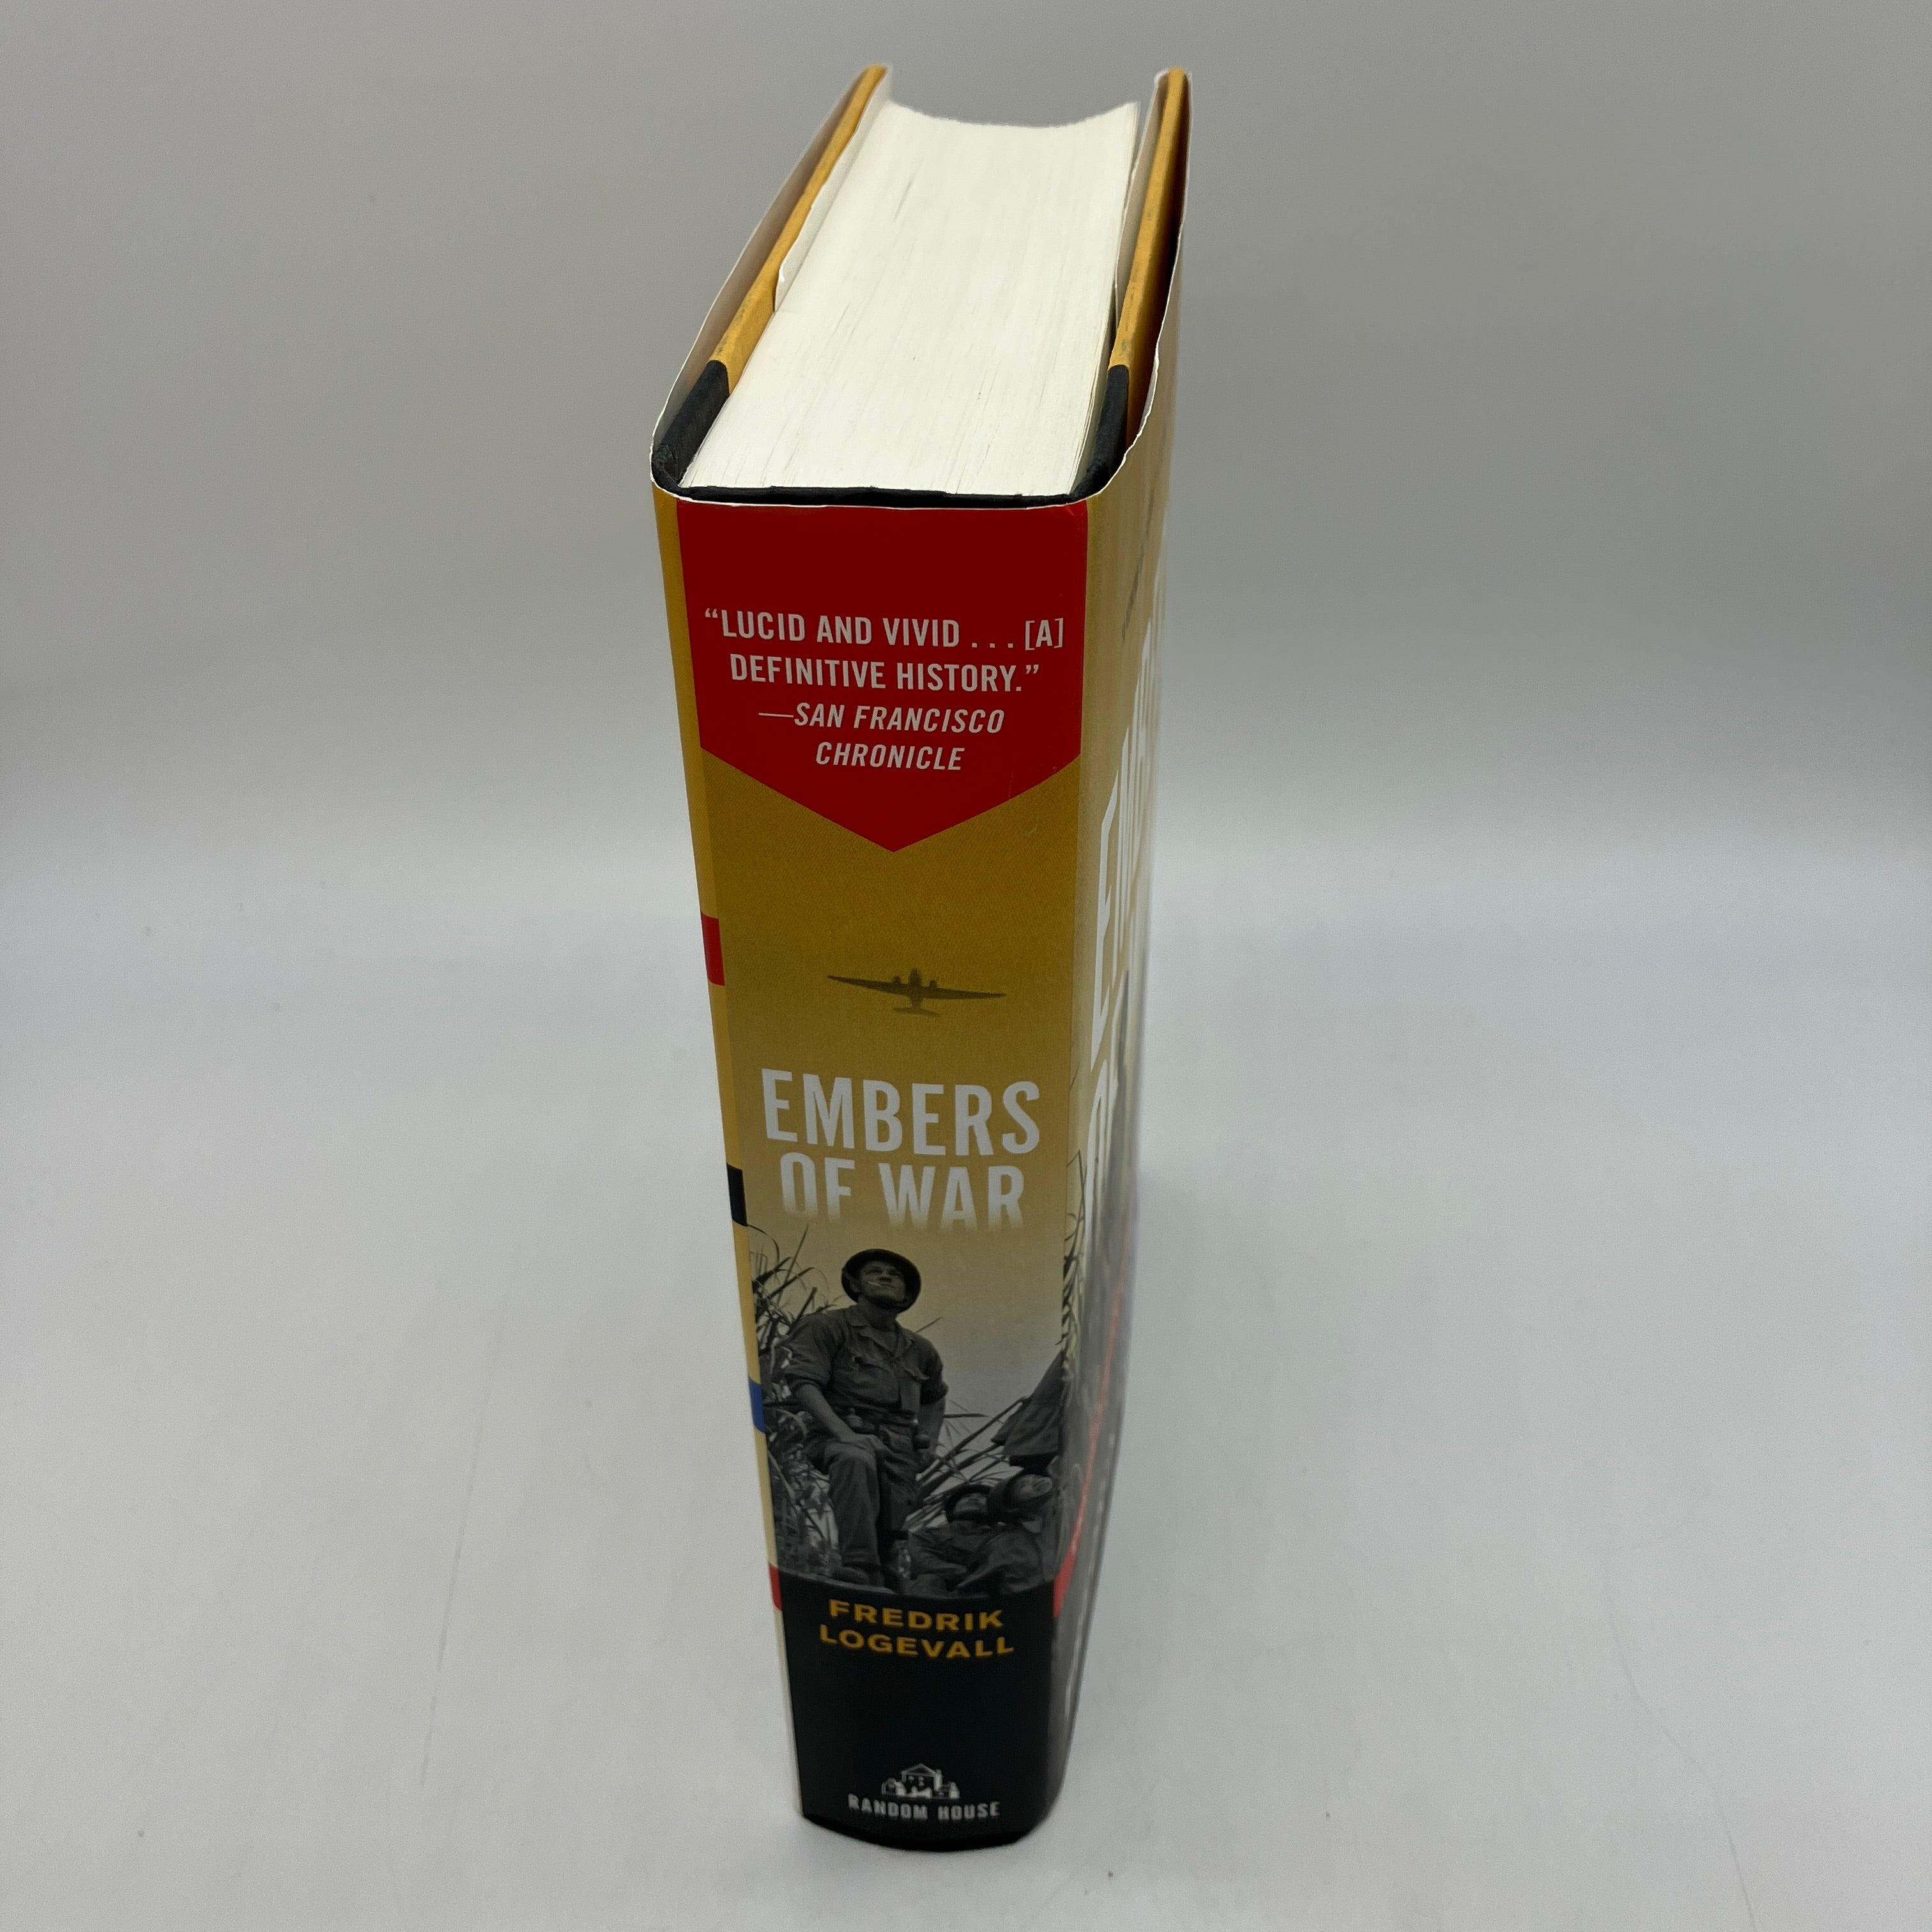 “LUCID AND VIVID . . . [A]
DEFINITIVE HISTORY.”
—SAN FRANCISCO
CHRONICLE
EMBERS
OF WAR
FREDRIK
LOGEVALL
RANDOM HOUSE